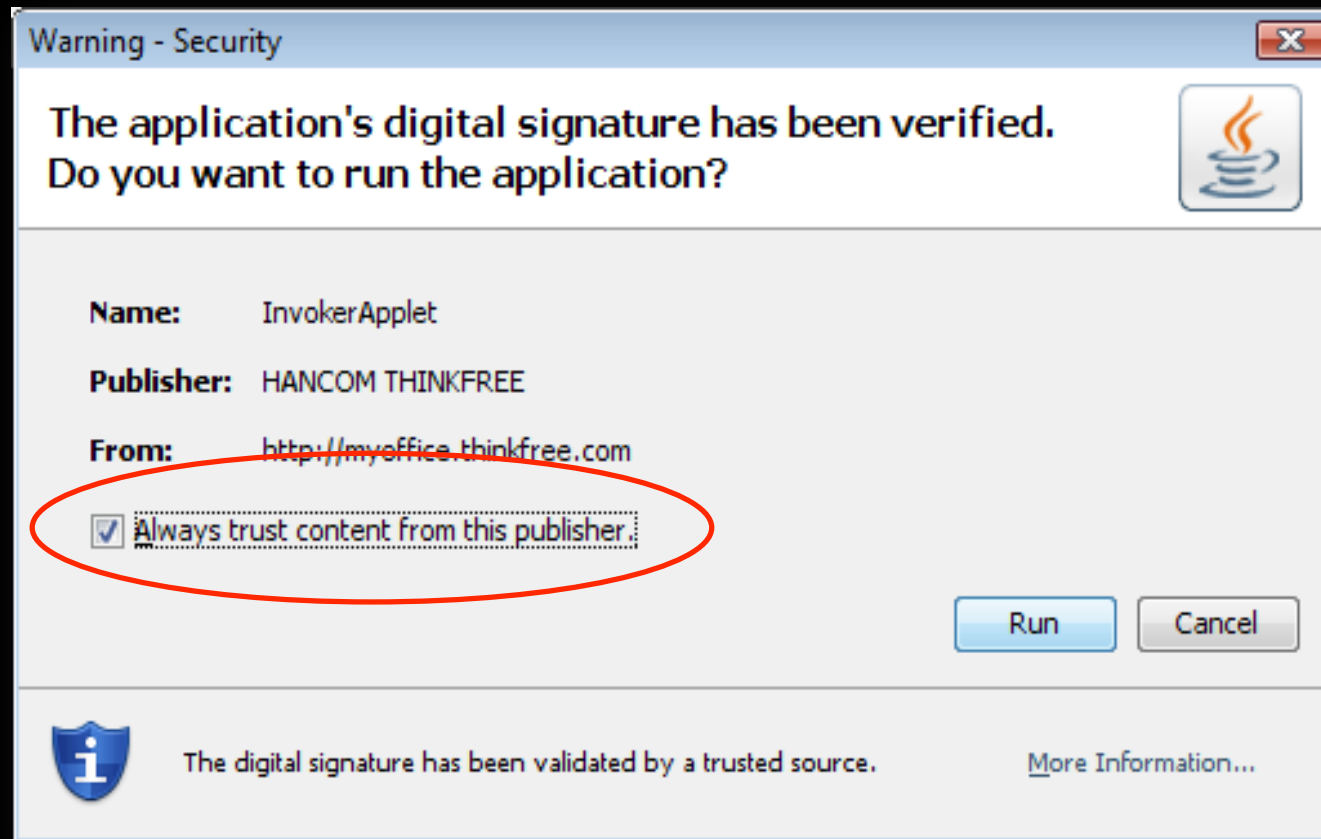 Warning - Security
The application's digital signature has been verified.
Do you want to run the application?
Name: InvokerApplet
Publisher: HANCOM THINKFREE
From: http://myoffice.thinkfree.com
Always trust content from this publisher.
Run Cancel
The digital signature has been validated by a trusted source. More Information...